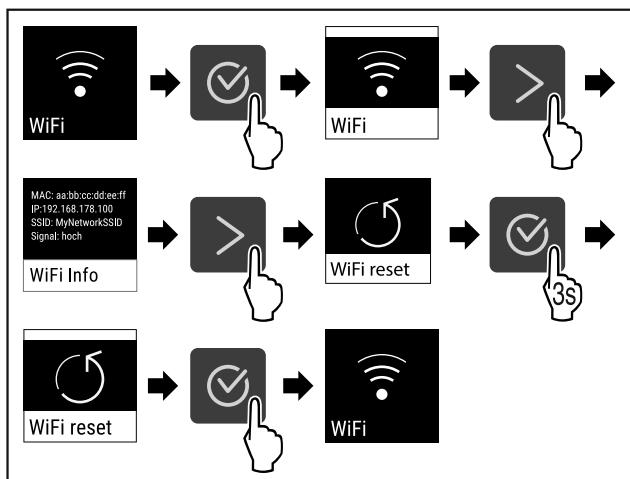 WiFi
WiFi
MAC: aa:bb:cc:dd:ee:ff
IP:192.168.178.100
SSID: MyNetworkSSID
Signal: hoch
WiFi Info
WiFi reset
3s
WiFi reset
WiFi